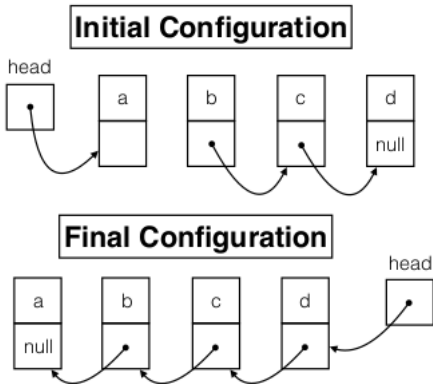 Initial Configuration
head
a b c d
null
Final Configuration
head
a b c d
null